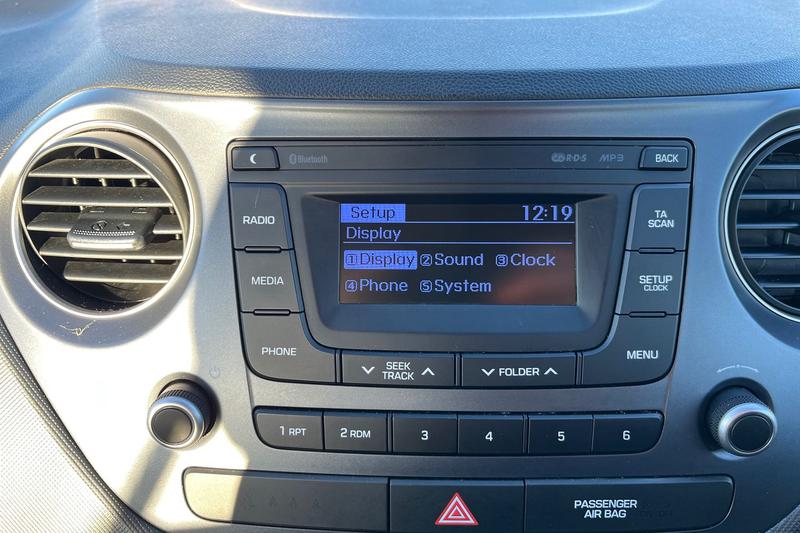 Bluetooth R·D·S MP3 BACK
RADIO
MEDIA
PHONE
Setup 12:19
Display
1 Display 2 Sound 3 Clock
4 Phone 5 System
TA
SCAN
SETUP
CLOCK
MENU
SEEK
TRACK
FOLDER
1 RPT 2 RDM 3 4 5 6
PASSENGER
AIR BAG